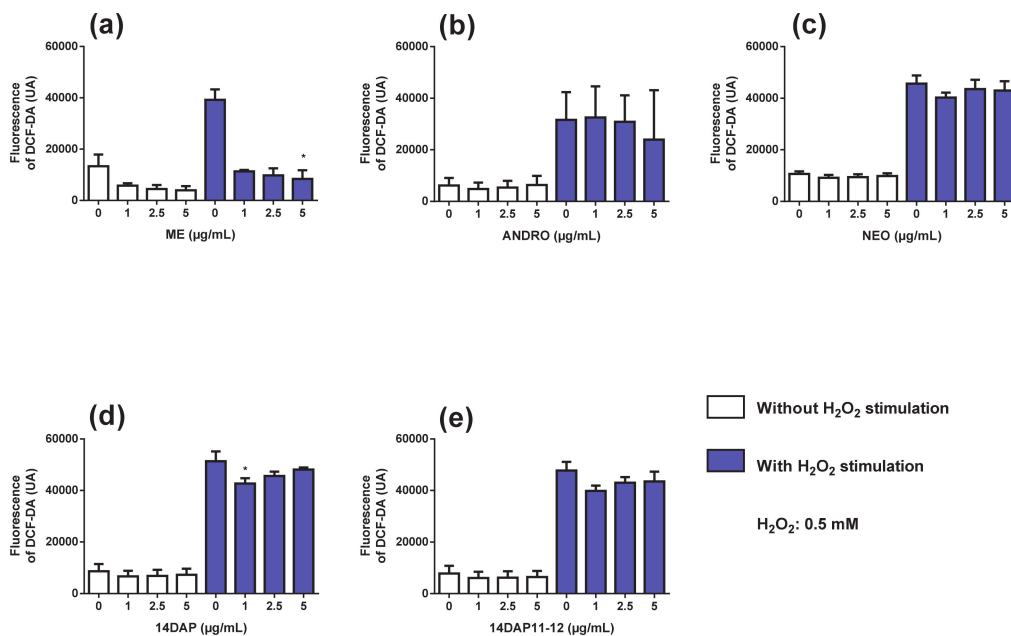 (a)
60000
40000
20000
0
Fluorescence
of DCF-DA (UA)
*
0 1 2.5 5 0 1 2.5 5
ME (µg/mL)
(b)
60000
40000
20000
0
Fluorescence
of DCF-DA (UA)
0 1 2.5 5 0 1 2.5 5
ANDRO (µg/mL)
(c)
60000
40000
20000
0
Fluorescence
of DCF-DA (UA)
0 1 2.5 5 0 1 2.5 5
NEO (µg/mL)
(d)
60000
40000
20000
0
Fluorescence
of DCF-DA (UA)
*
0 1 2.5 5 0 1 2.5 5
14DAP (µg/mL)
(e)
60000
40000
20000
0
Fluorescence
of DCF-DA (UA)
0 1 2.5 5 0 1 2.5 5
14DAP11-12 (µg/mL)
Without H₂O₂ stimulation
With H₂O₂ stimulation
H₂O₂: 0.5 mM